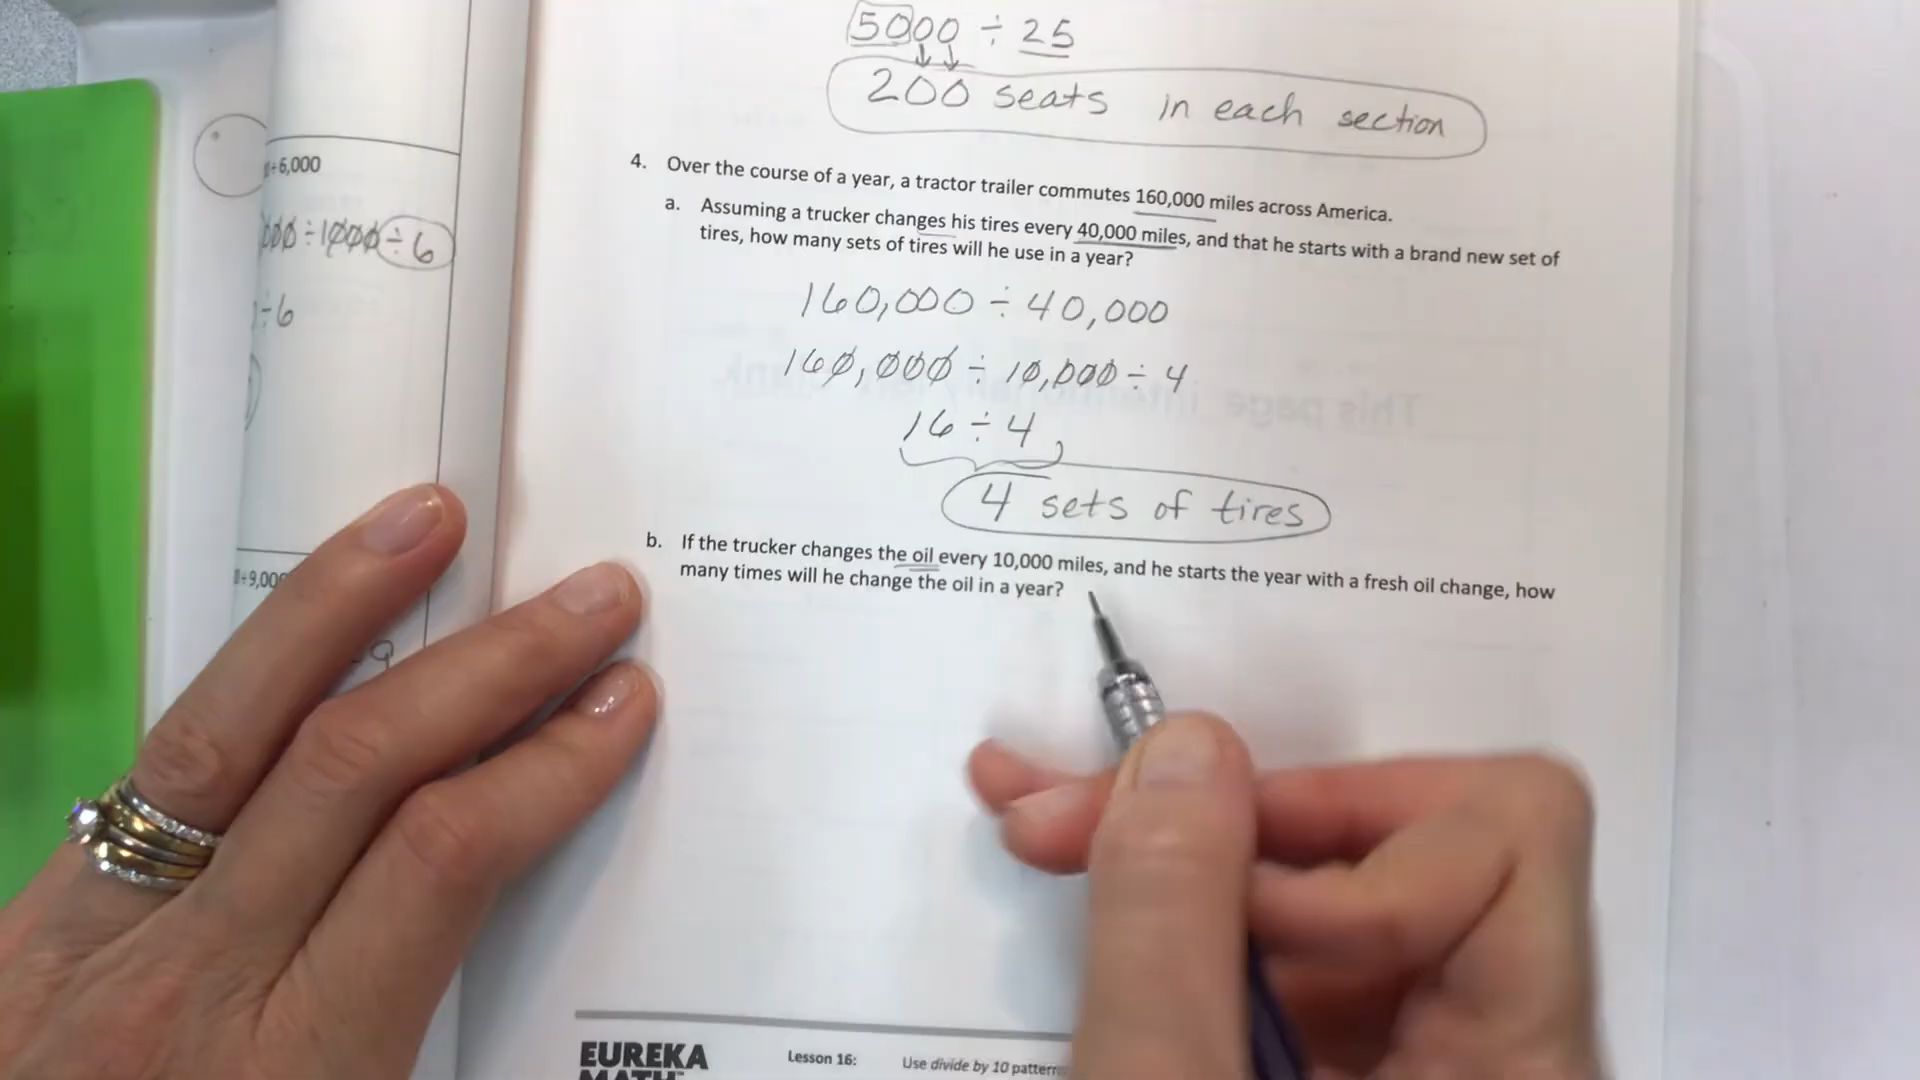 5000 ÷ 25
200 seats in each section
÷6,000
000 ÷ 1000 ÷ 6
÷ 6
÷9,000
9
4. Over the course of a year, a tractor trailer commutes 160,000 miles across America.
a. Assuming a trucker changes his tires every 40,000 miles, and that he starts with a brand new set of
tires, how many sets of tires will he use in a year?
160,000 ÷ 40,000
160,000 ÷ 10,000 ÷ 4
16 ÷ 4
4 sets of tires
b. If the trucker changes the oil every 10,000 miles, and he starts the year with a fresh oil change, how
many times will he change the oil in a year?
EUREKA
MATH™
Lesson 16:
Use divide by 10 pattern